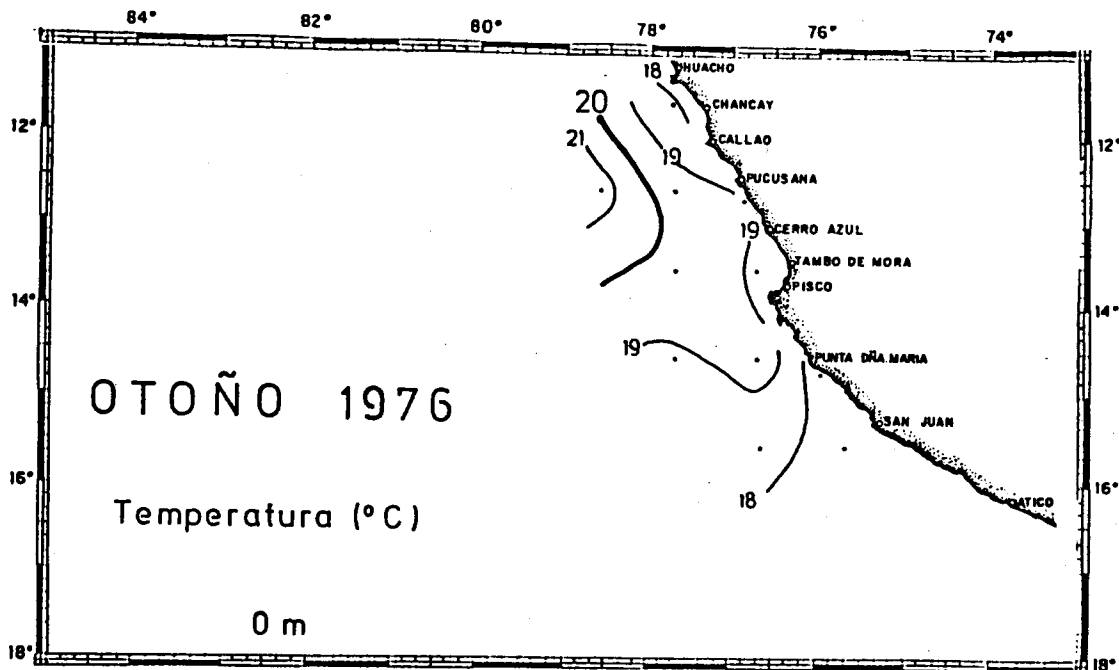 84° 82° 80° 78° 76° 74°
18 HUACHO
20 CHANCAY
12° 21 CALLAO 12°
19 PUCUSANA
19 CERRO AZUL
TAMBO DE MORA
PISCO
14° 14°
19 PUNTA DÑA. MARIA
OTOÑO 1976
SAN JUAN
16° 18 16°
ATICO
Temperatura (°C)
0 m
18° 18°